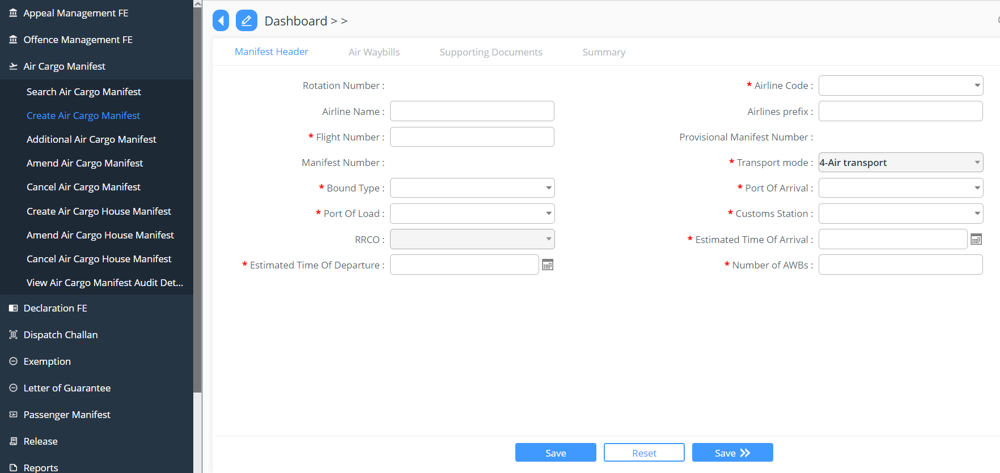 Appeal Management FE
Offence Management FE
Air Cargo Manifest
Search Air Cargo Manifest
Create Air Cargo Manifest
Additional Air Cargo Manifest
Amend Air Cargo Manifest
Cancel Air Cargo Manifest
Create Air Cargo House Manifest
Amend Air Cargo House Manifest
Cancel Air Cargo House Manifest
View Air Cargo Manifest Audit Det...
Declaration FE
Dispatch Challan
Exemption
Letter of Guarantee
Passenger Manifest
Release
Reports
Dashboard > >
Manifest Header Air Waybills Supporting Documents Summary
Rotation Number : * Airline Code :
Airline Name : Airlines prefix :
* Flight Number : Provisional Manifest Number :
Manifest Number : * Transport mode : 4-Air transport
* Bound Type : * Port Of Arrival :
* Port Of Load : * Customs Station :
RRCO : * Estimated Time Of Arrival :
* Estimated Time Of Departure : * Number of AWBs :
Save Reset Save